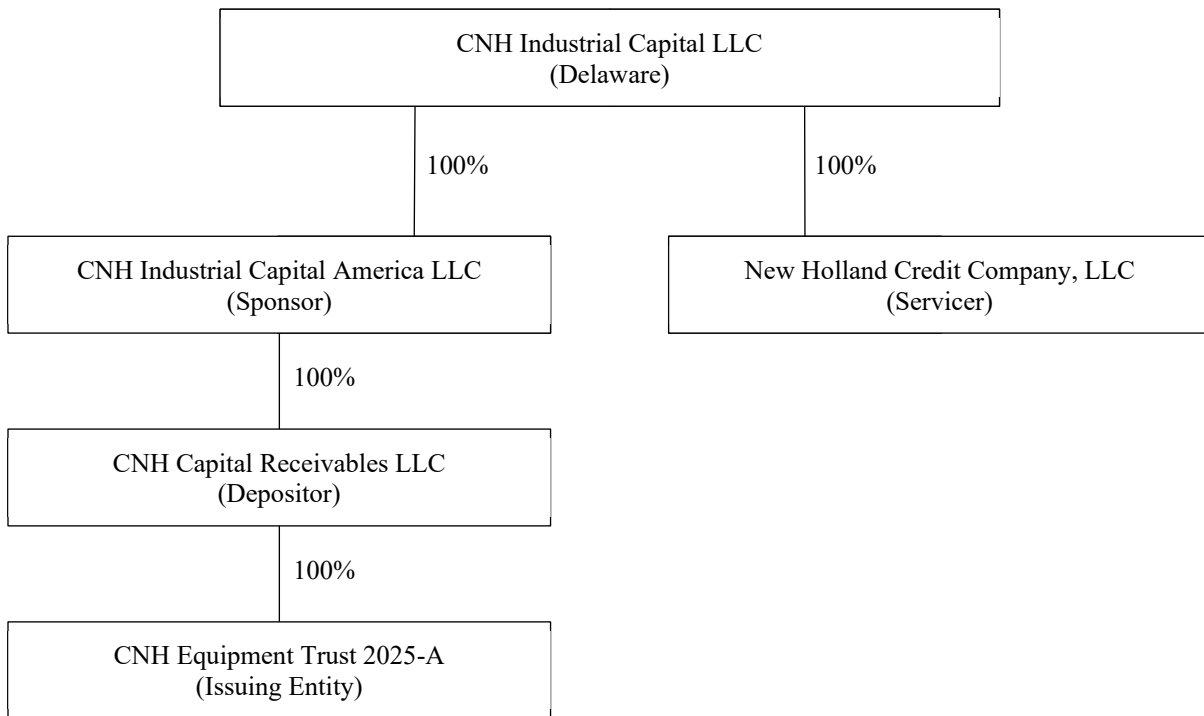 CNH Industrial Capital LLC
(Delaware)
100%
100%
CNH Industrial Capital America LLC
(Sponsor)
New Holland Credit Company, LLC
(Servicer)
100%
CNH Capital Receivables LLC
(Depositor)
100%
CNH Equipment Trust 2025-A
(Issuing Entity)